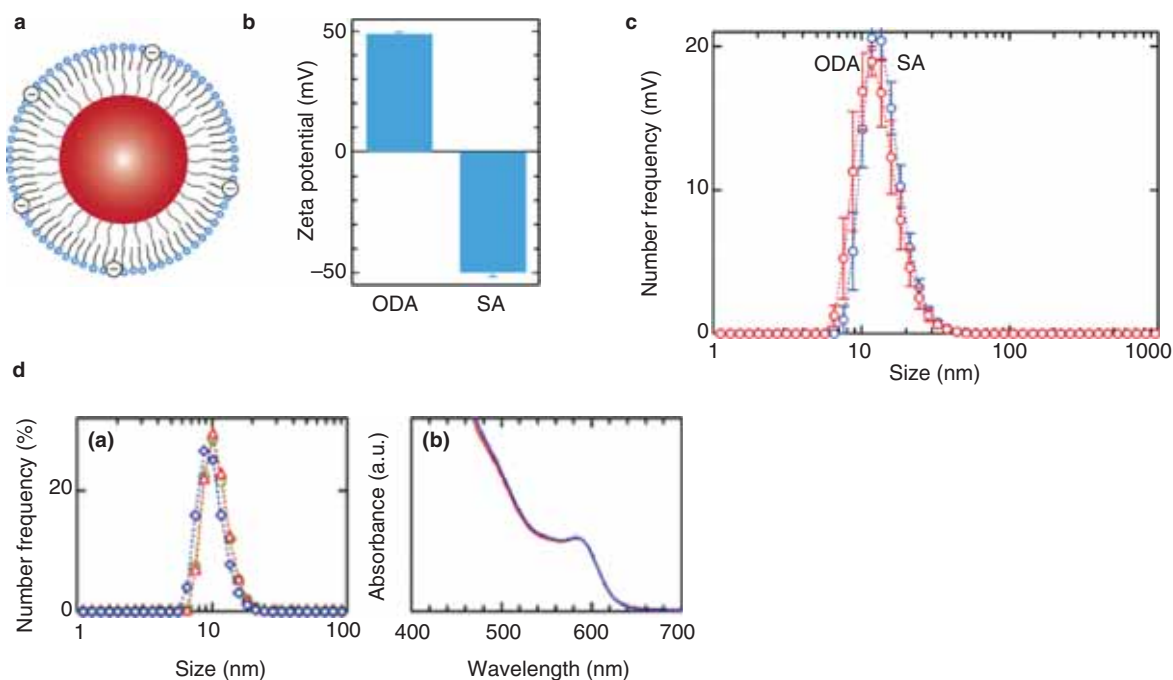 a
b
Zeta potential (mV)
50
0
−50
ODA SA
c
Number frequency (mV)
20
10
0
ODA SA
1 10 100 1000
Size (nm)
d
(a)
Number frequency (%)
20
0
1 10 100
Size (nm)
(b)
Absorbance (a.u.)
400 500 600 700
Wavelength (nm)